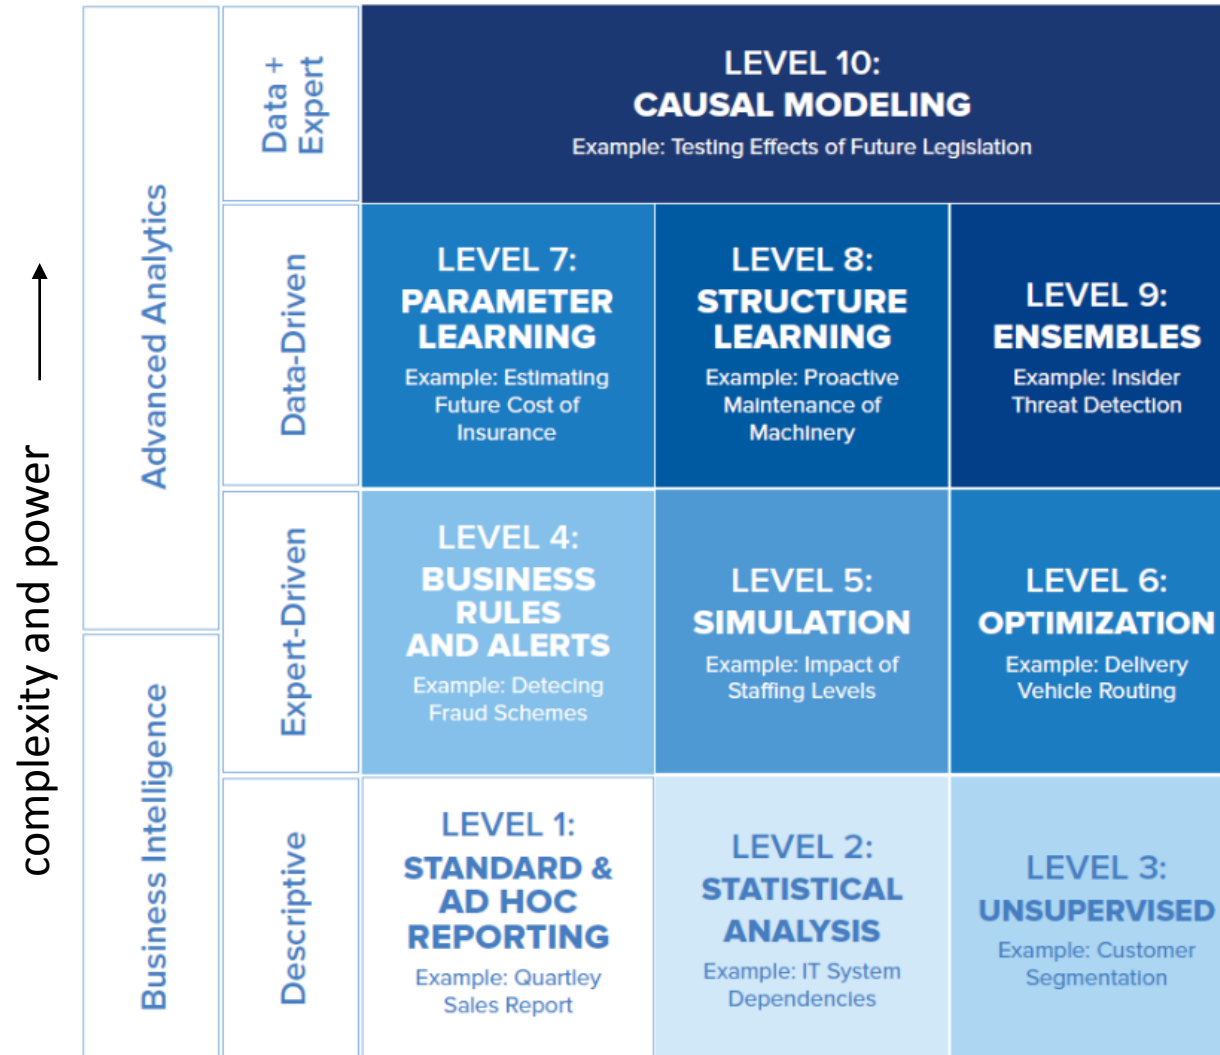 complexity and power
Advanced Analytics
Business Intelligence
Data +
Expert
LEVEL 10:
CAUSAL MODELING
Example: Testing Effects of Future Legislation
Data-Driven
LEVEL 7:
PARAMETER
LEARNING
Example: Estimating
Future Cost of
Insurance
LEVEL 8:
STRUCTURE
LEARNING
Example: Proactive
Maintenance of
Machinery
LEVEL 9:
ENSEMBLES
Example: Insider
Threat Detection
Expert-Driven
LEVEL 4:
BUSINESS
RULES
AND ALERTS
Example: Detecing
Fraud Schemes
LEVEL 5:
SIMULATION
Example: Impact of
Staffing Levels
LEVEL 6:
OPTIMIZATION
Example: Delivery
Vehicle Routing
Descriptive
LEVEL 1:
STANDARD &
AD HOC
REPORTING
Example: Quartley
Sales Report
LEVEL 2:
STATISTICAL
ANALYSIS
Example: IT System
Dependencies
LEVEL 3:
UNSUPERVISED
Example: Customer
Segmentation